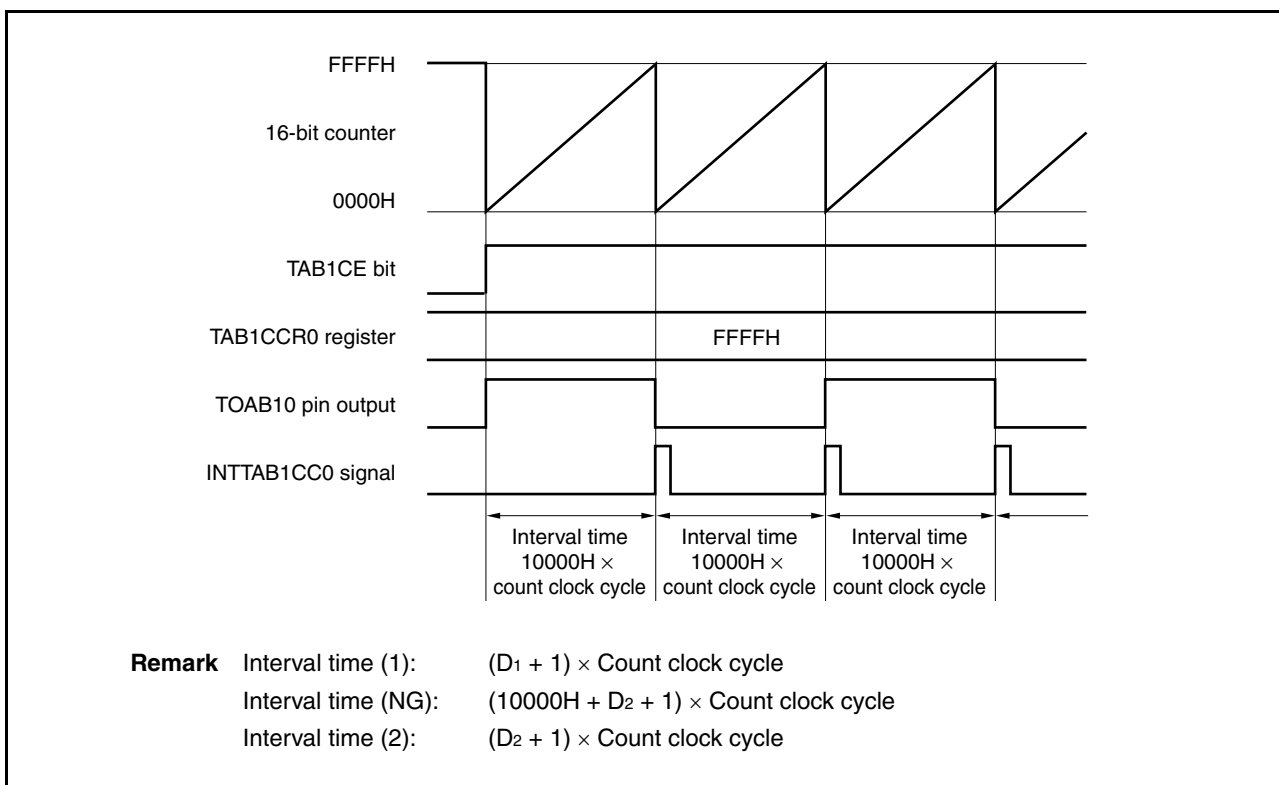 FFFFH
16-bit counter
0000H
TAB1CE bit
TAB1CCR0 register
FFFFH
TOAB10 pin output
INTTAB1CC0 signal
Interval time
10000H ×
count clock cycle
Interval time
10000H ×
count clock cycle
Interval time
10000H ×
count clock cycle
Remark Interval time (1): (D1 + 1) × Count clock cycle
Interval time (NG): (10000H + D2 + 1) × Count clock cycle
Interval time (2): (D2 + 1) × Count clock cycle